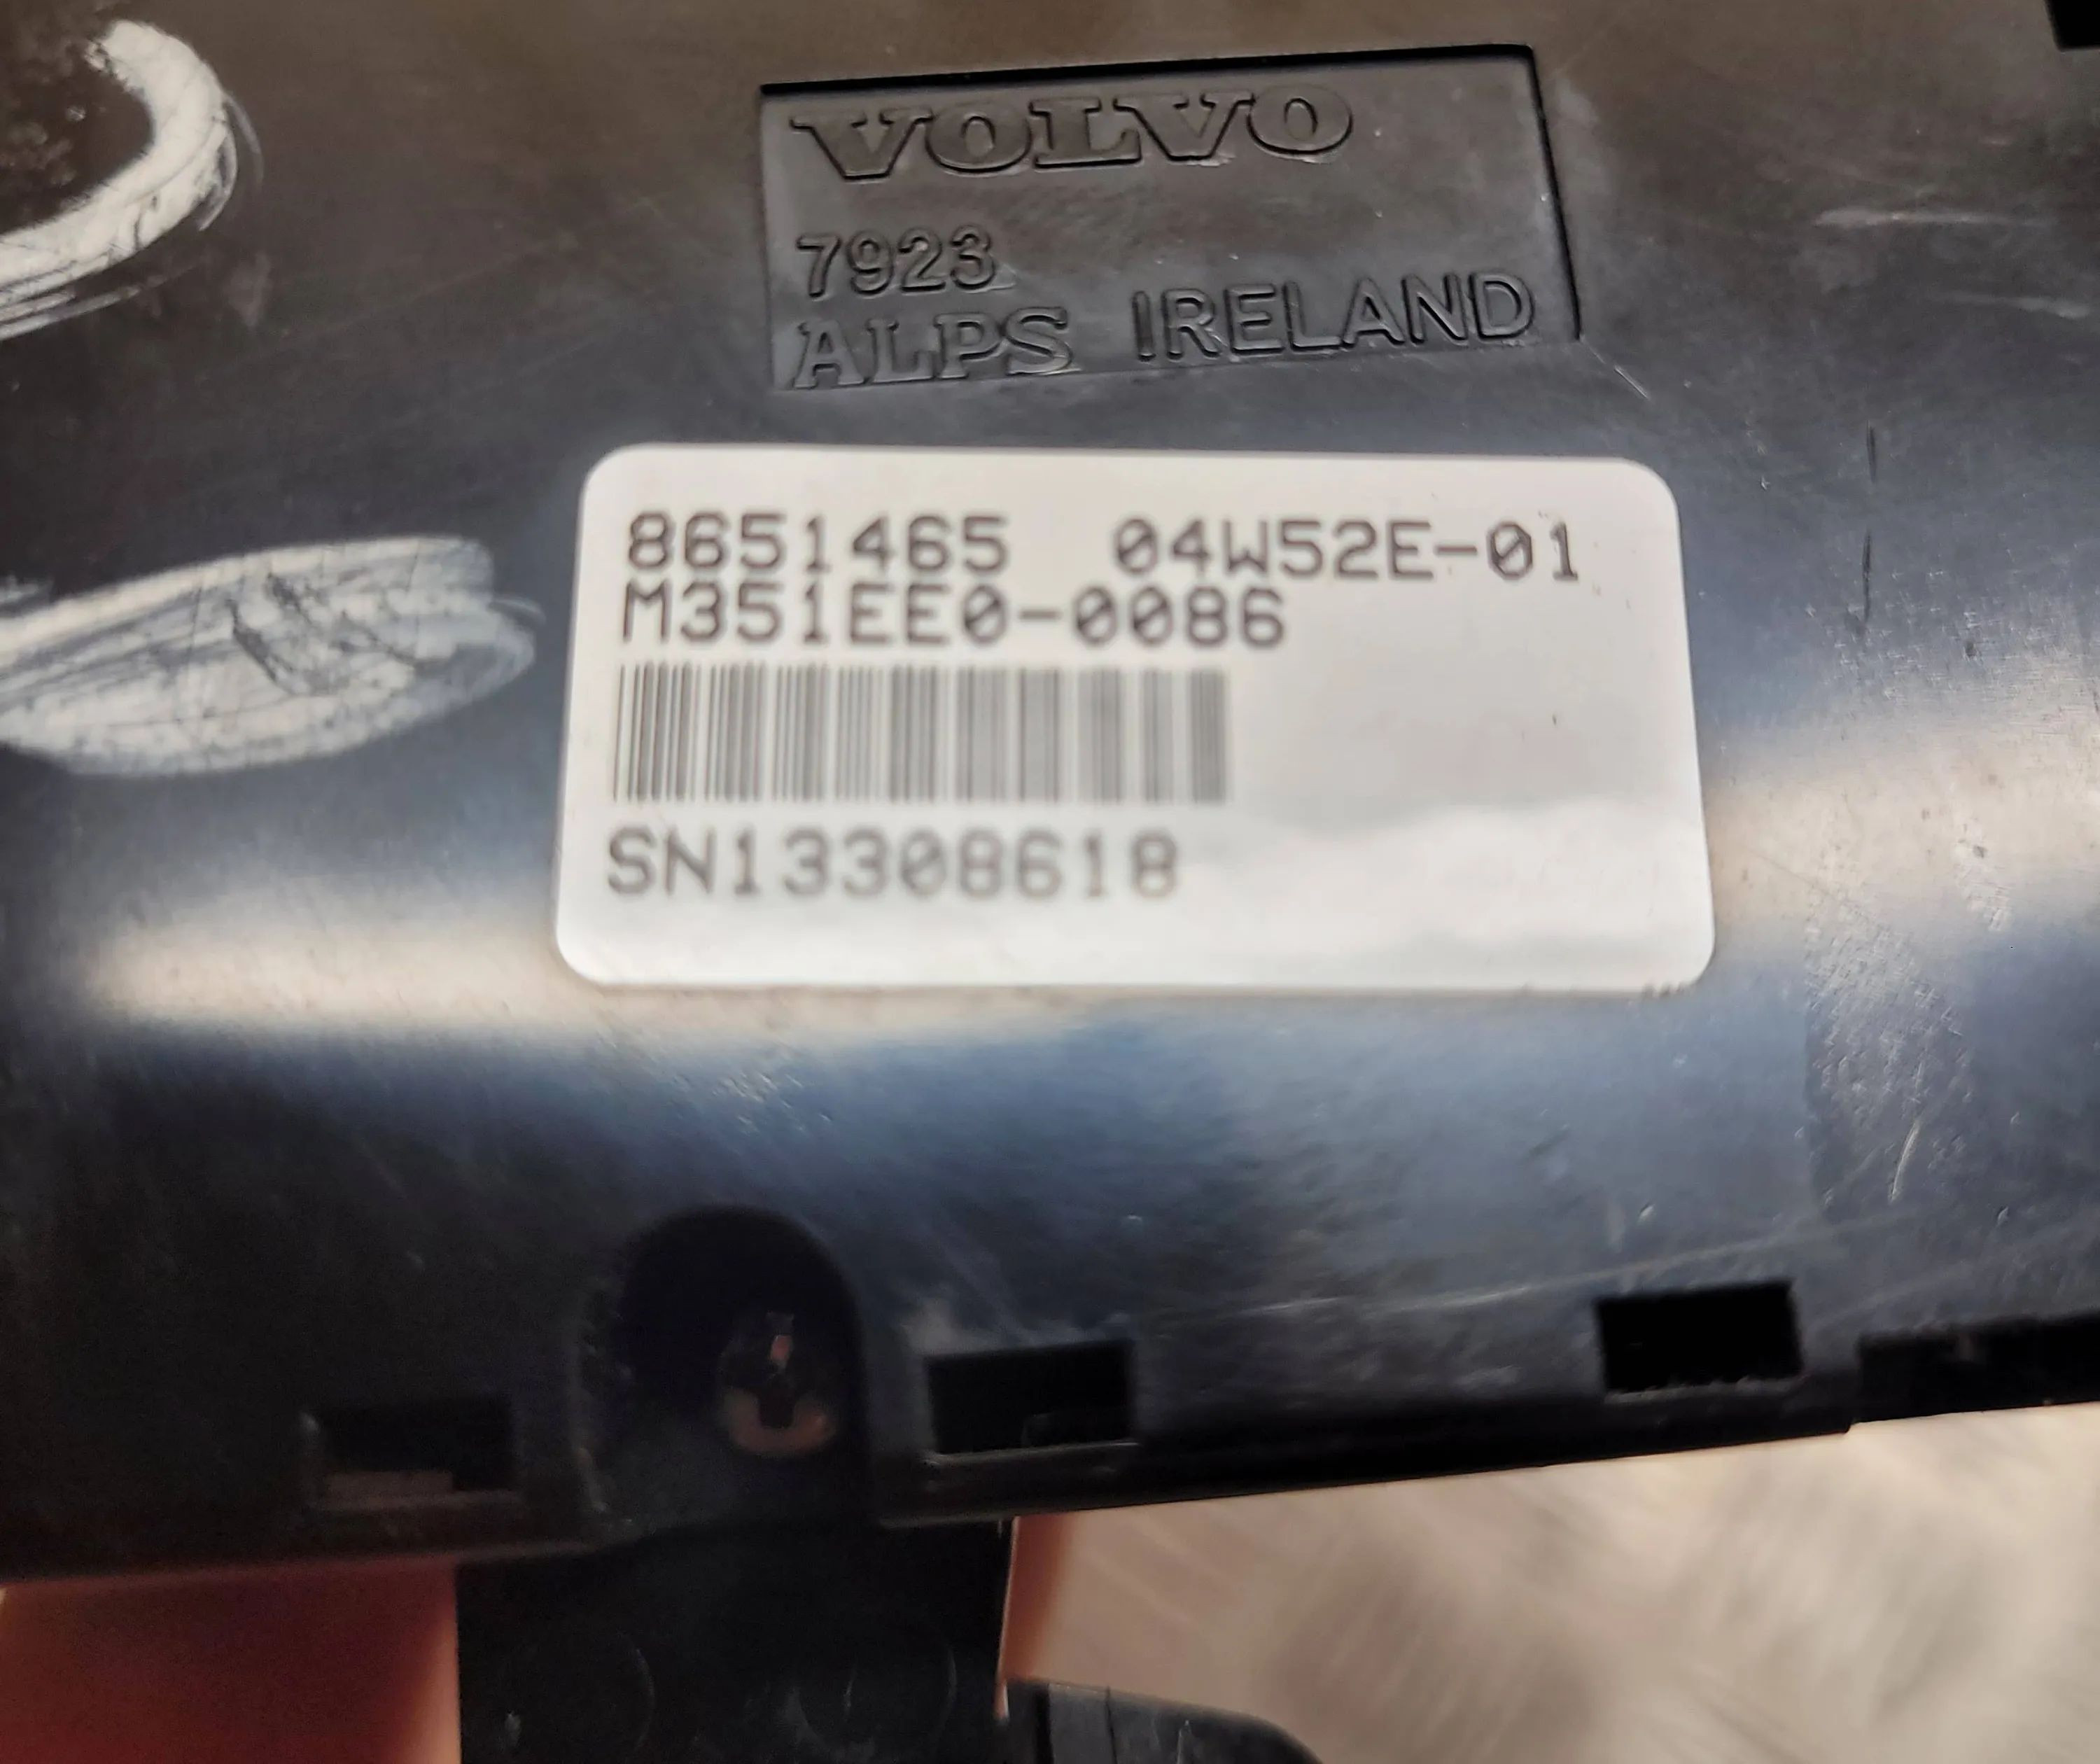 VOLVO
7923
ALPS IRELAND
8651465 04W52E-01
M351EE0-0086
SN13308618